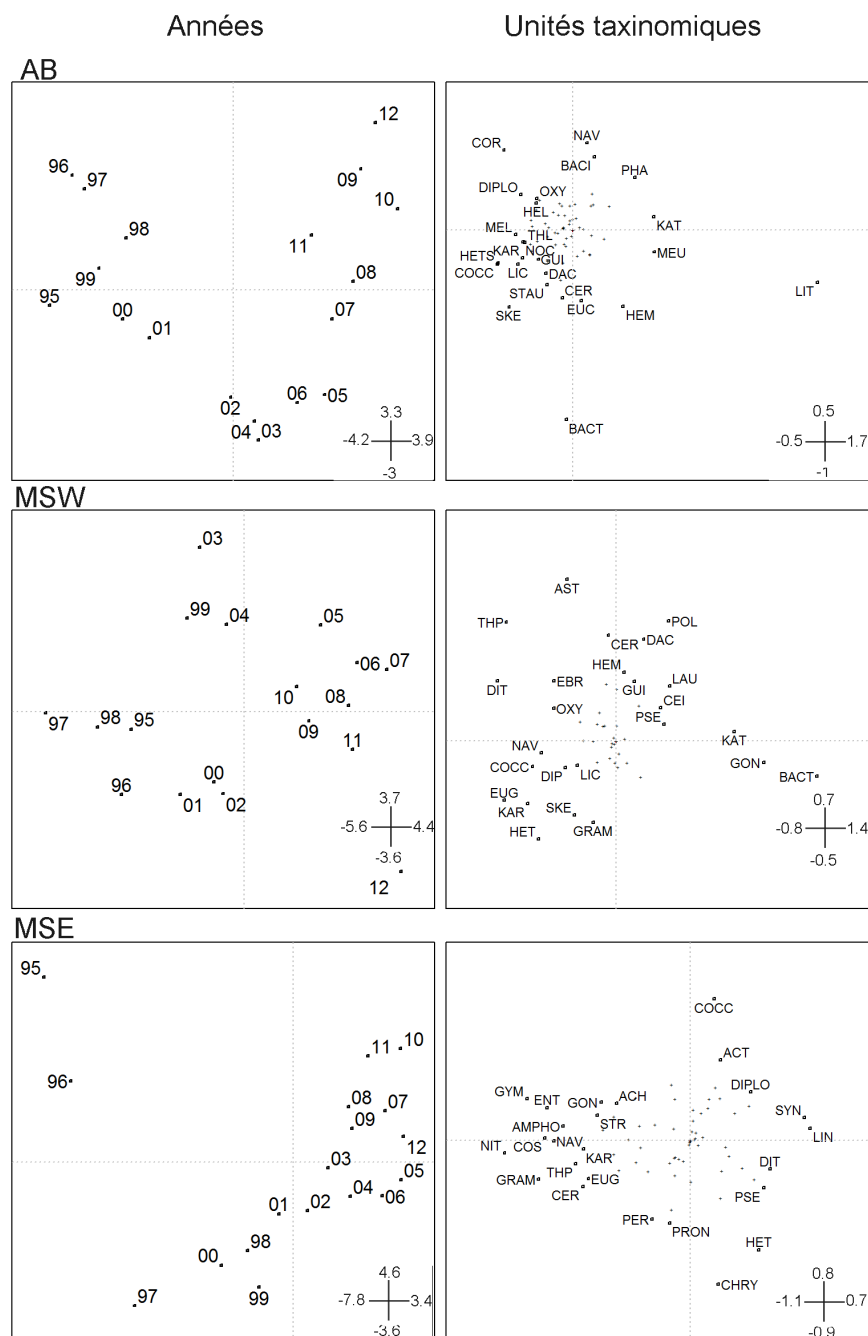 Années
Unités taxinomiques
AB
12
96
97
09
10
98
11
99
08
95
00
07
01
02
06
05
04
03
3.3
-4.2
3.9
-3
NAV
COR
BACI
PHA
DIPLO
OXY
HEL
KAT
MEL
THL
KAR
NOC
MEU
HETS
GUI
COCC
LIC
DAC
STAU
CER
LIT
SKE
EUC
HEM
BACT
0.5
-0.5
1.7
-1
MSW
03
99
04
05
06
07
10
08
97
98
95
09
11
00
96
01
02
12
3.7
-5.6
4.4
-3.6
AST
THP
POL
CER
DAC
HEM
DIT
EBR
GUI
LAU
OXY
CEI
PSE
KAT
NAV
GON
COCC
DIP
LIC
BACT
EUG
KAR
SKE
HET
GRAM
0.7
-0.8
1.4
-0.5
MSE
95
11
10
96
08
07
09
12
03
05
04
06
01
02
98
00
97
99
4.6
-7.8
3.4
-3.6
COCC
ACT
DIPLO
GYM
ENT
GON
ACH
SYN
STR
AMPHO
LIN
NIT
COS
NAV
KAR
THP
DIT
GRAM
EUG
CER
PSE
PER
PRON
HET
CHRY
0.8
-1.1
0.7
-0.9